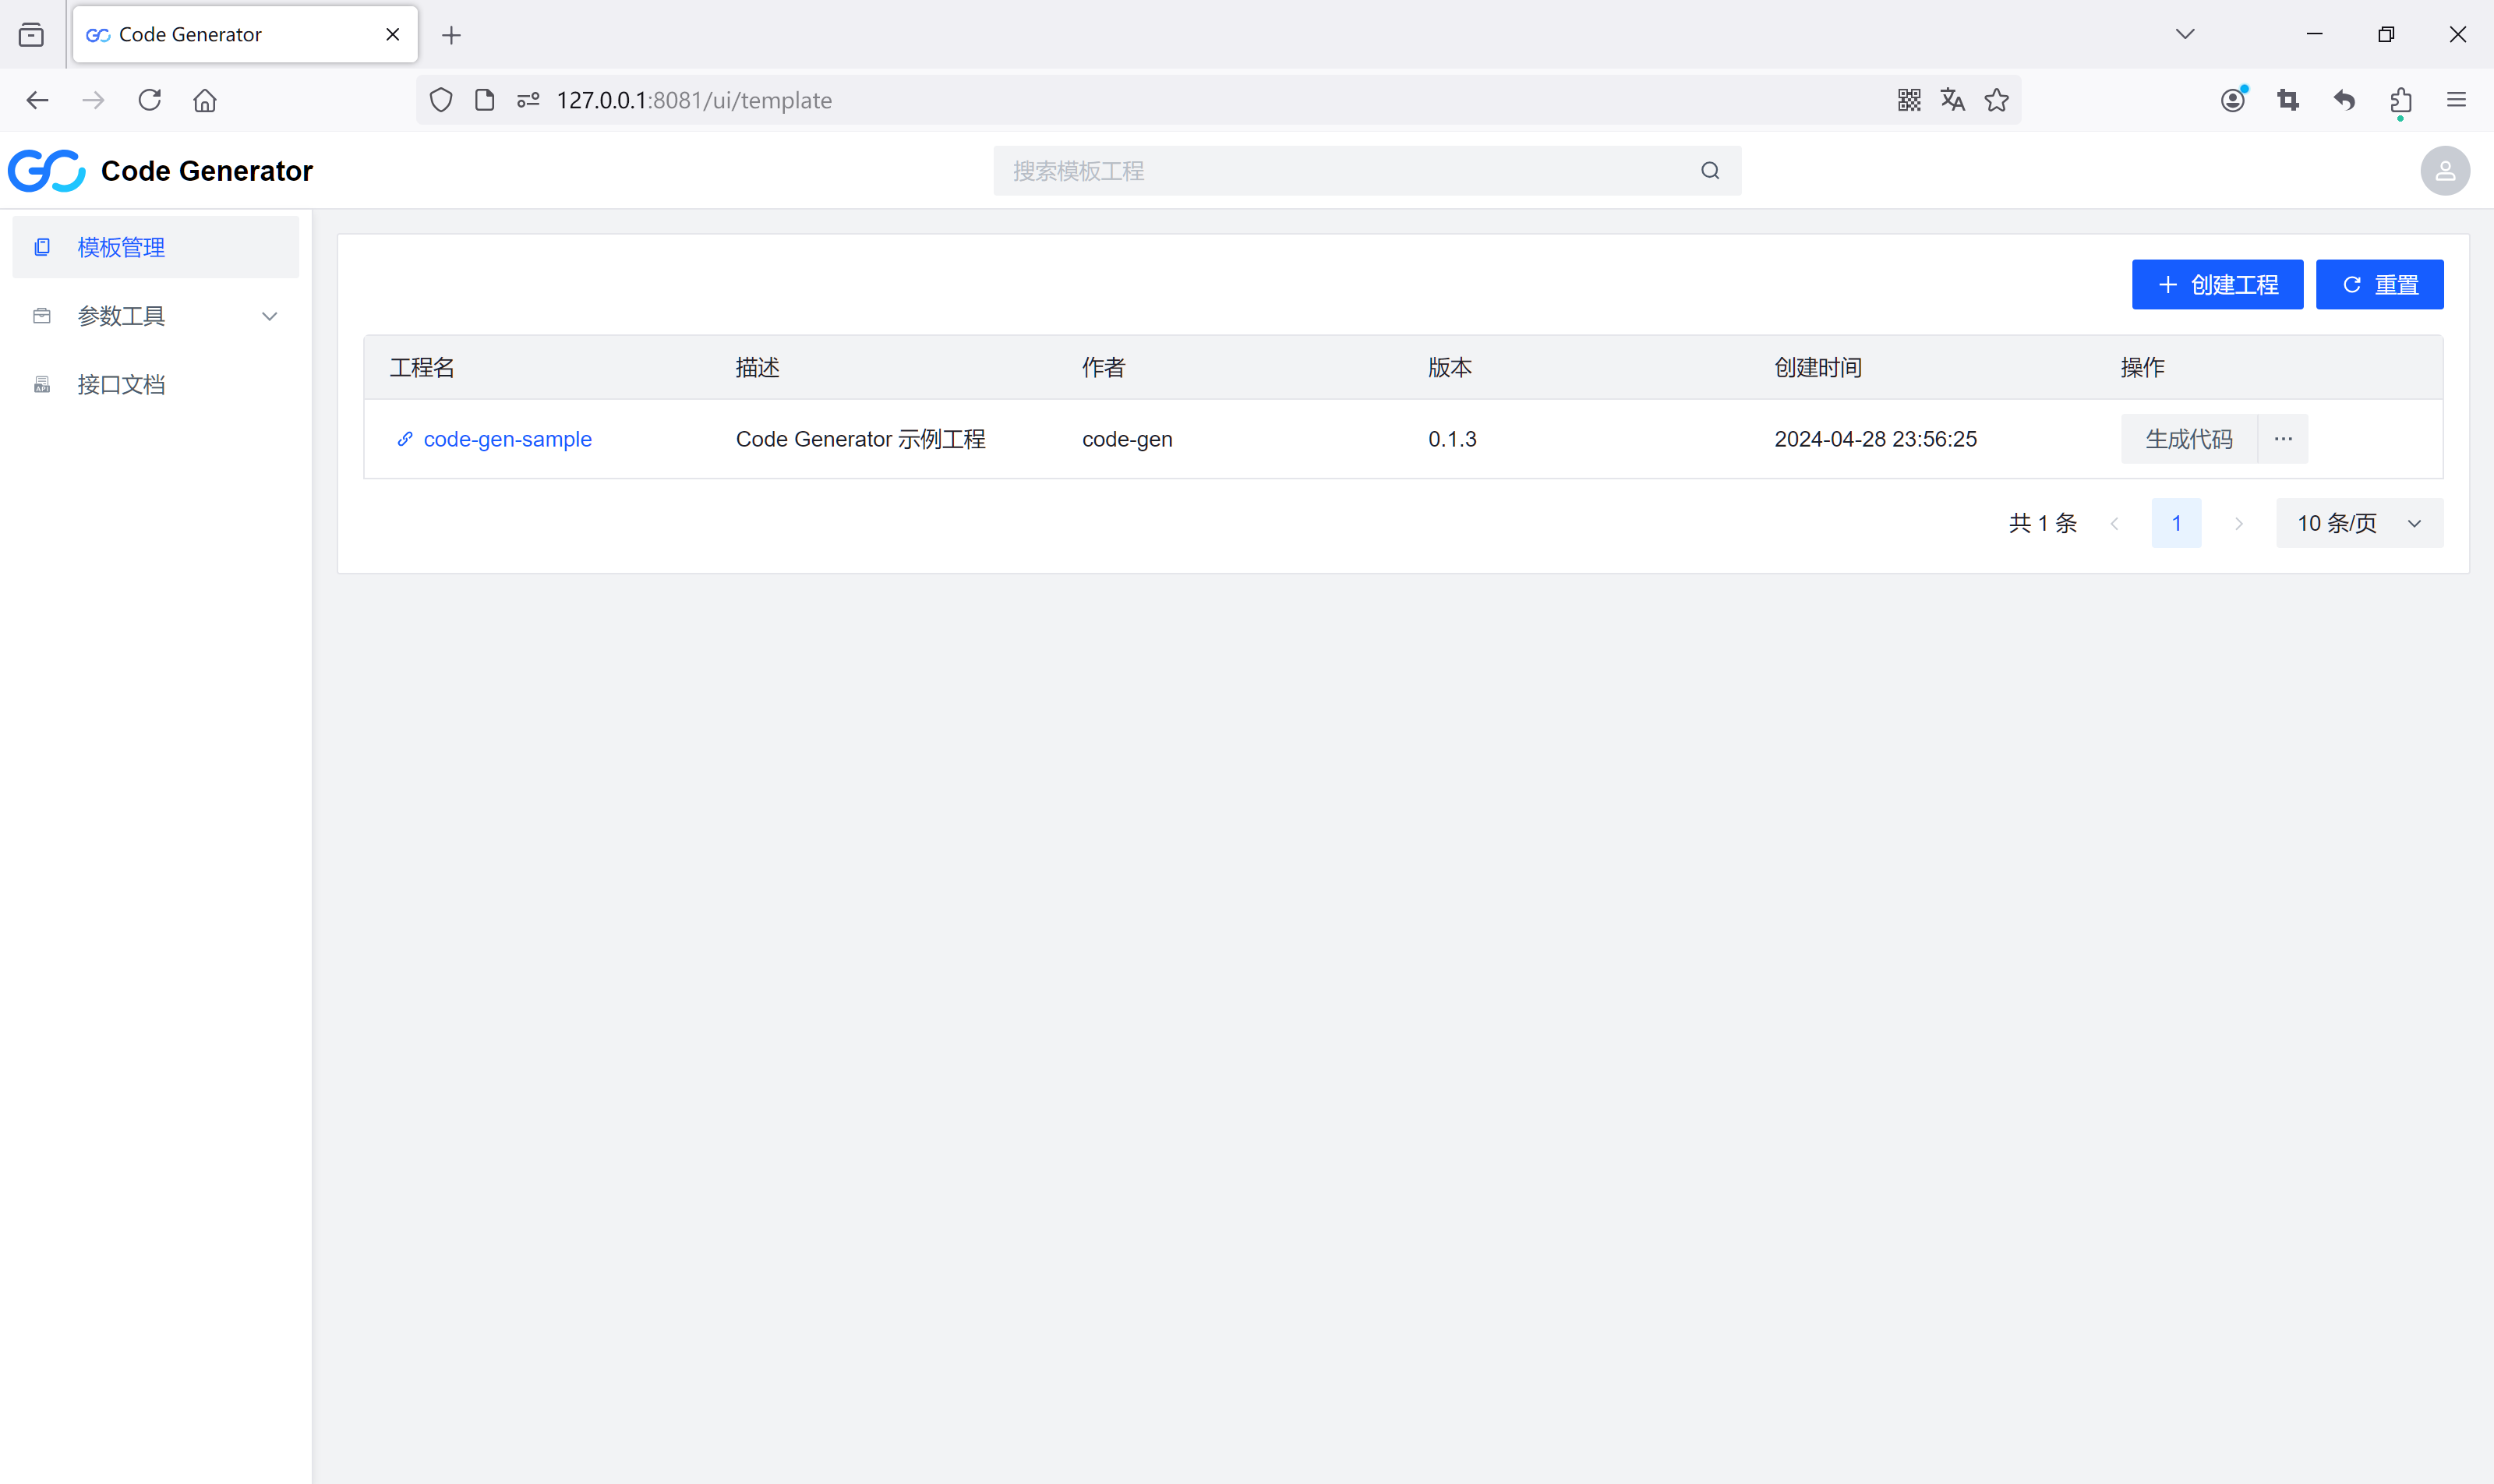 Code Generator
127.0.0.1:8081/ui/template
Code Generator
搜索模板工程
模板管理
参数工具
接口文档
创建工程 重置
工程名 描述 作者 版本 创建时间 操作
code-gen-sample Code Generator 示例工程 code-gen 0.1.3 2024-04-28 23:56:25 生成代码 ···
共 1 条 1 10 条/页